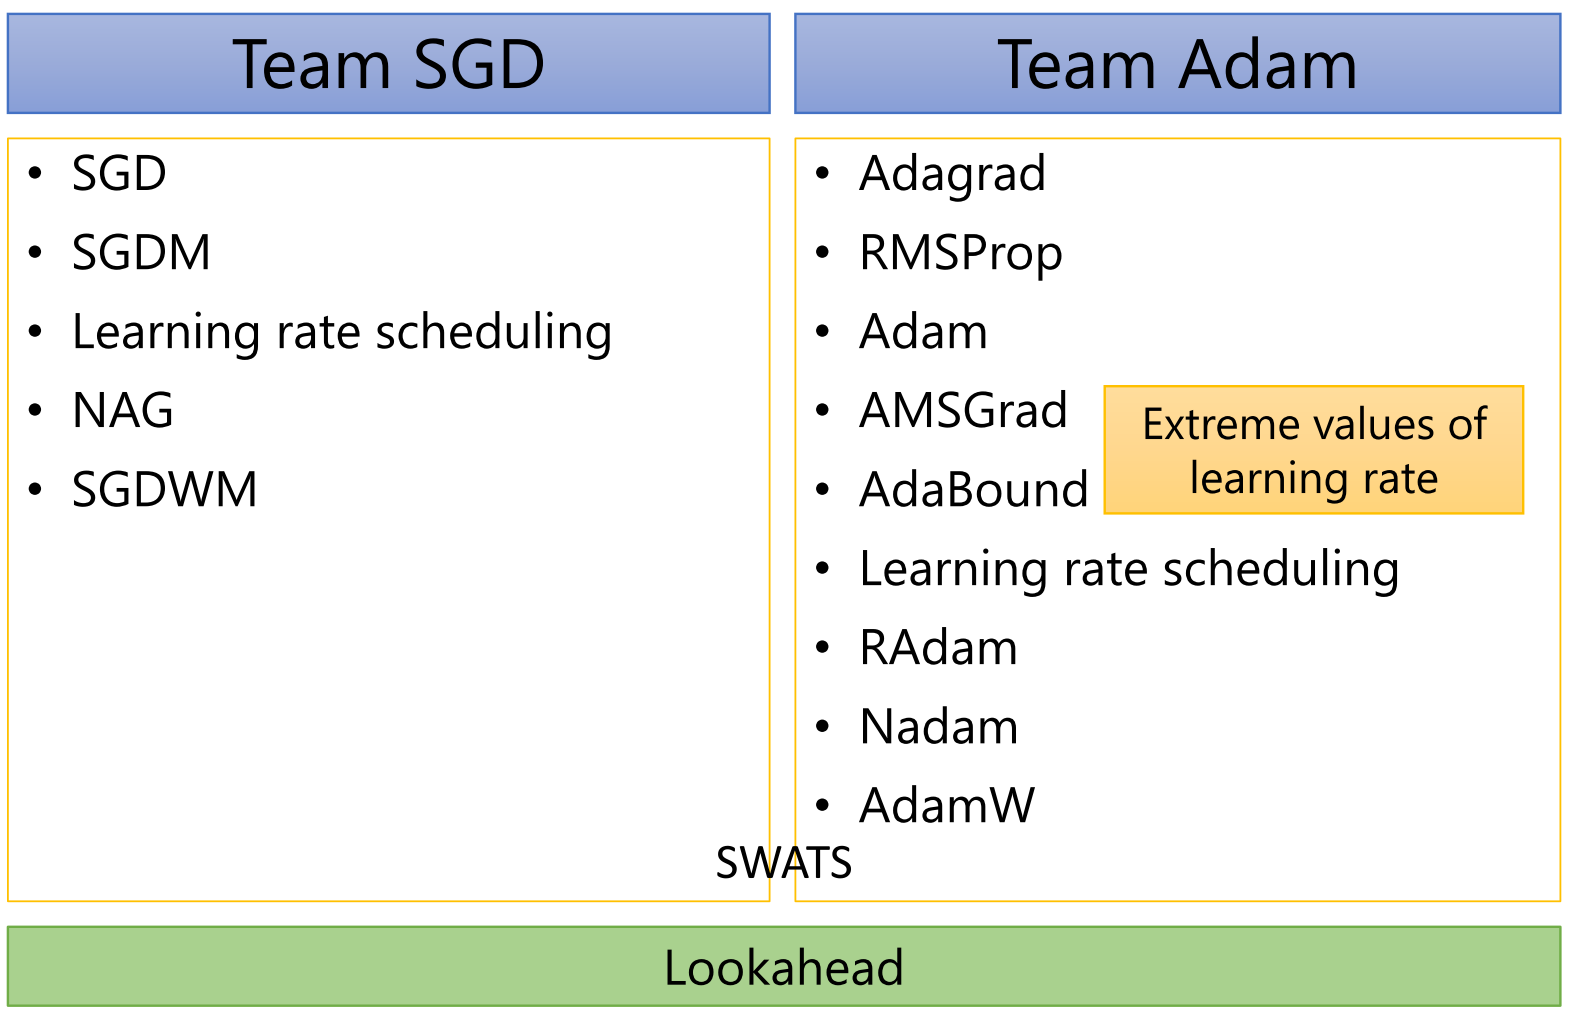 Team SGD
• SGD
• SGDM
• Learning rate scheduling
• NAG
• SGDWM
Team Adam
• Adagrad
• RMSProp
• Adam
• AMSGrad
• AdaBound
Extreme values of
learning rate
• Learning rate scheduling
• RAdam
• Nadam
• AdamW
SWATS
Lookahead